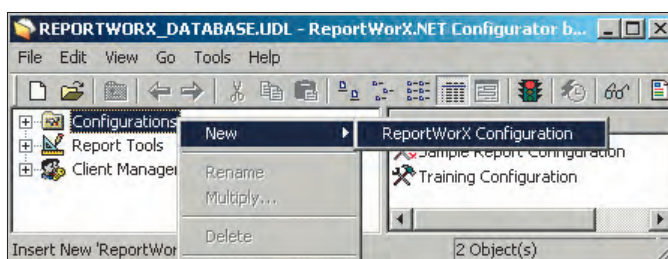 REPORTWORX_DATABASE.UDL - ReportWorX.NET Configurator b...
File Edit View Go Tools Help
Configurations
Report Tools
Client Manager
New
Rename
Multiply...
Delete
ReportWorX Configuration
Sample Report Configuration
Training Configuration
Insert New 'ReportWor
2 Object(s)